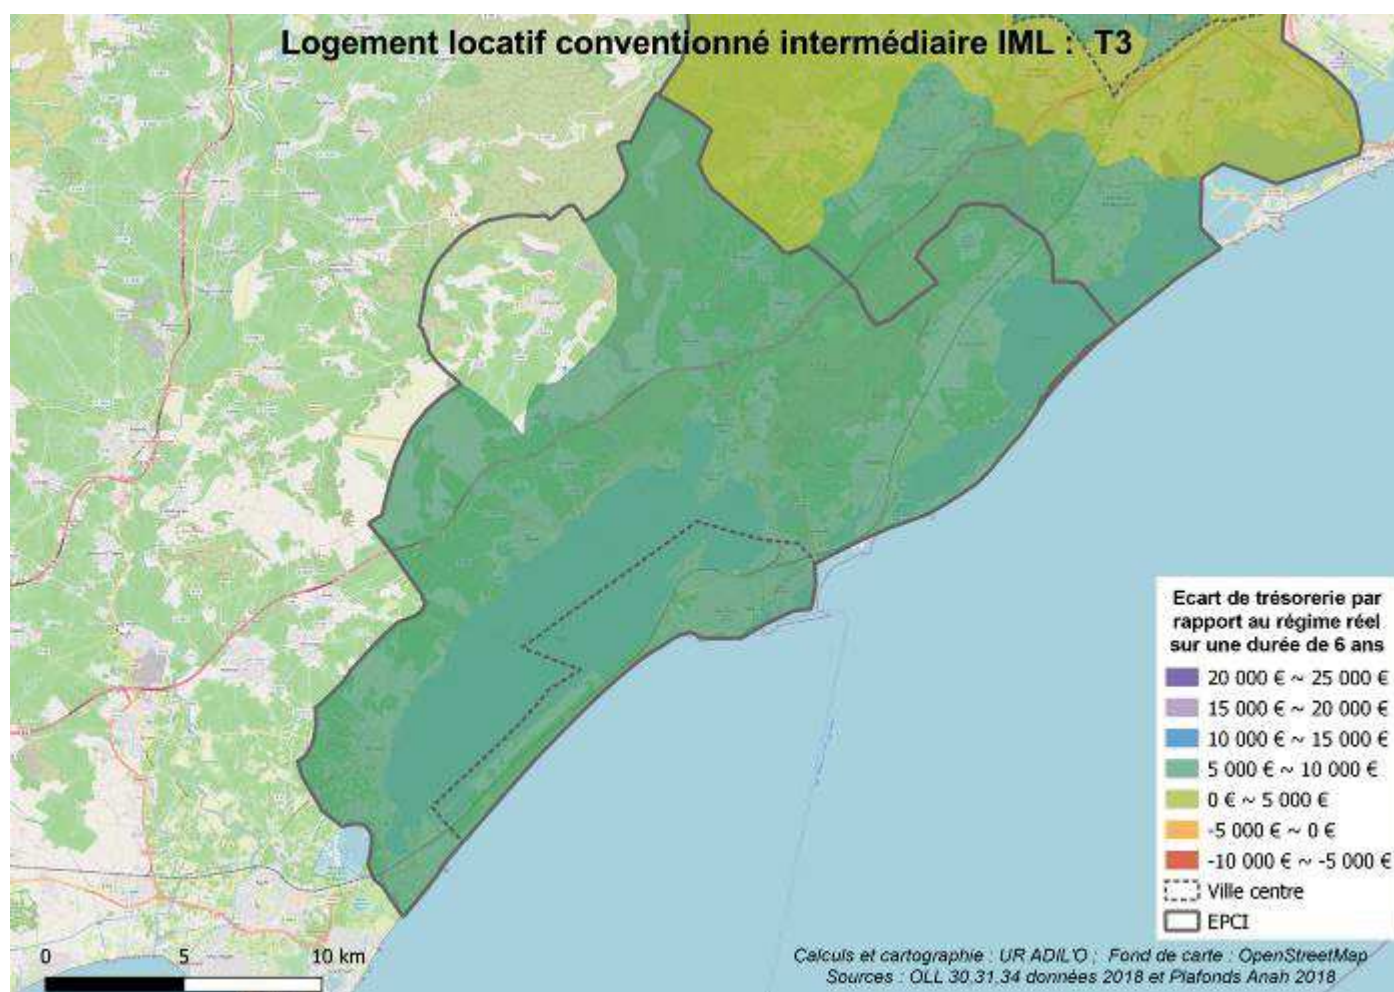 Logement locatif conventionné intermédiaire IML : T3
Ecart de trésorerie par
rapport au régime réel
sur une durée de 6 ans
20 000 € ~ 25 000 €
15 000 € ~ 20 000 €
10 000 € ~ 15 000 €
5 000 € ~ 10 000 €
0 € ~ 5 000 €
-5 000 € ~ 0 €
-10 000 € ~ -5 000 €
Ville centre
EPCI
0 5 10 km
Calculs et cartographie : UR ADIL'O ; Fond de carte : OpenStreetMap
Sources : OLL 30,31,34 données 2018 et Plafonds Anah 2018